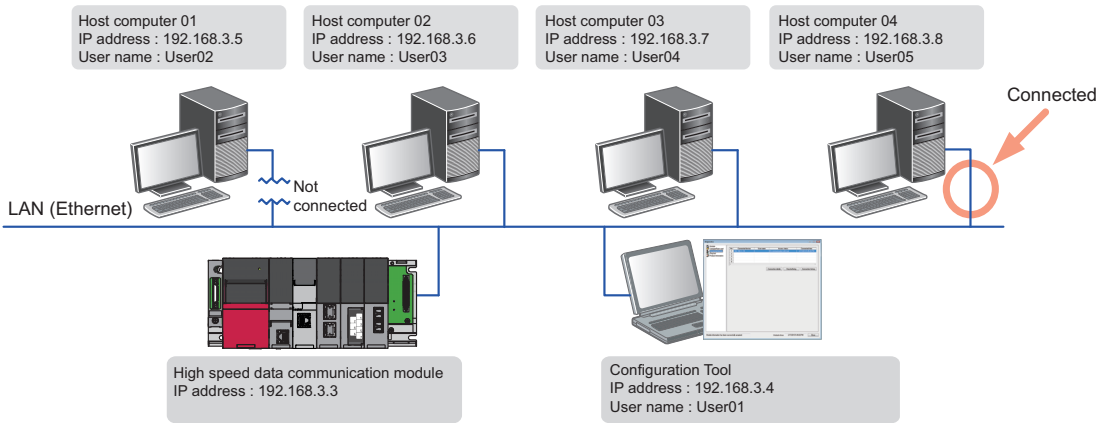 Host computer 01
IP address : 192.168.3.5
User name : User02
Host computer 02
IP address : 192.168.3.6
User name : User03
Host computer 03
IP address : 192.168.3.7
User name : User04
Host computer 04
IP address : 192.168.3.8
User name : User05
Connected
Not
connected
LAN (Ethernet)
High speed data communication module
IP address : 192.168.3.3
Configuration Tool
IP address : 192.168.3.4
User name : User01